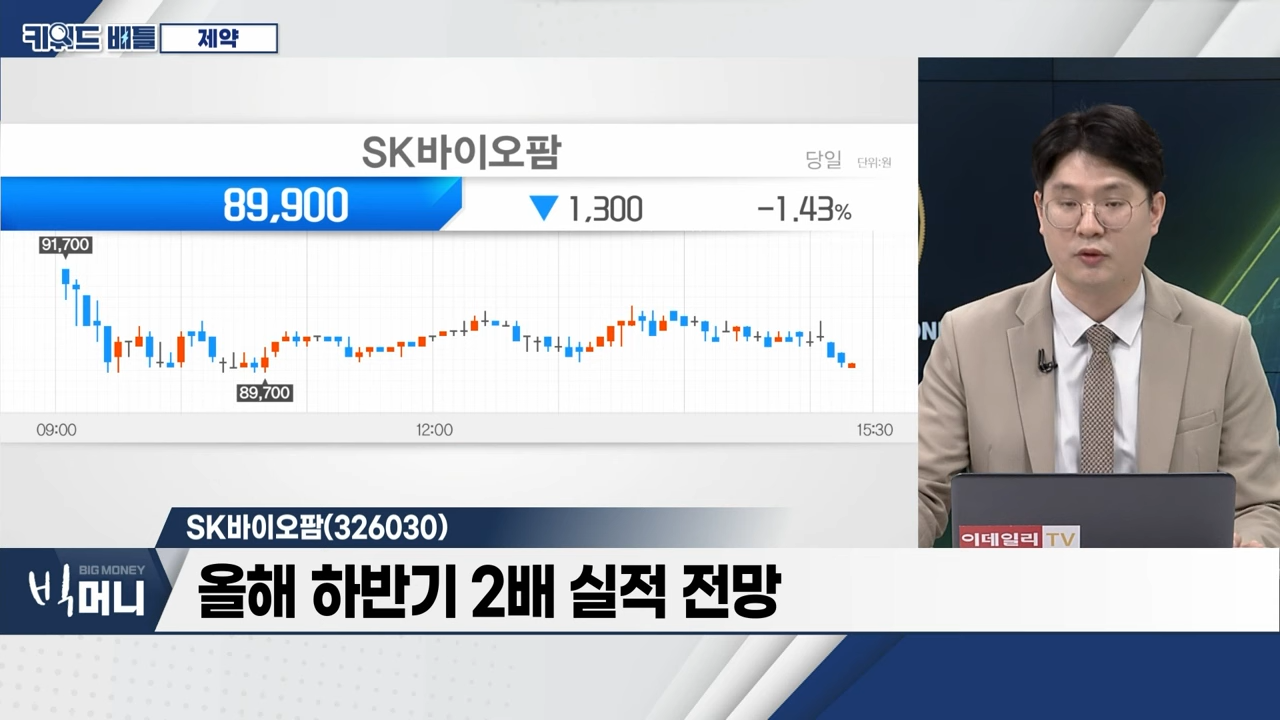 키워드 배틀 제약
SK바이오팜
당일 단위:원
89,900 ▼ 1,300 -1.43%
91,700
89,700
09:00 12:00 15:30
이데일리 TV
SK바이오팜(326030)
빅머니 BIG MONEY
올해 하반기 2배 실적 전망